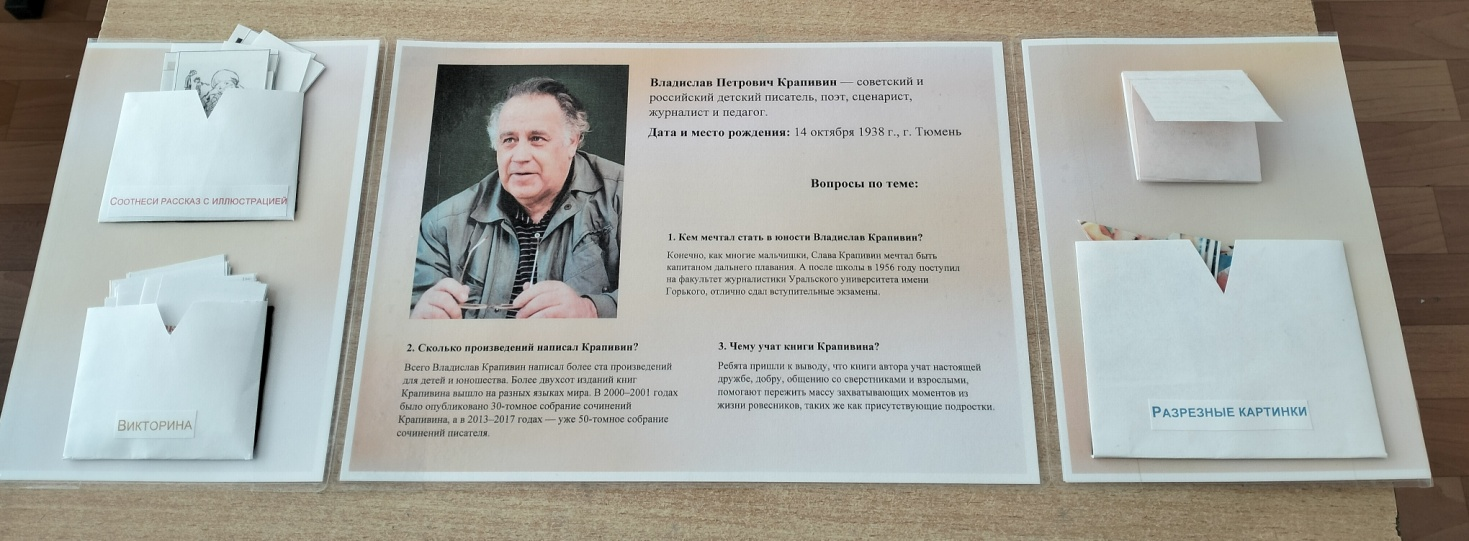 Соотнеси рассказ с иллюстрацией
Викторина
Владислав Петрович Крапивин — советский и
российский детский писатель, поэт, сценарист,
журналист и педагог.
Дата и место рождения: 14 октября 1938 г., г. Тюмень
Вопросы по теме:
1. Кем мечтал стать в юности Владислав Крапивин?
Конечно, как многие мальчишки, Слава Крапивин мечтал быть
капитаном дальнего плавания. А после школы в 1956 году поступил
на факультет журналистики Уральского университета имени
Горького, отлично сдал вступительные экзамены.
2. Сколько произведений написал Крапивин?
Всего Владислав Крапивин написал более ста произведений
для детей и юношества. Более двухсот изданий книг
Крапивина вышло на разных языках мира. В 2000–2001 годах
было опубликовано 30-томное собрание сочинений
Крапивина, а в 2013–2017 годах — уже 50-томное собрание
сочинений писателя.
3. Чему учат книги Крапивина?
Ребята пришли к выводу, что книги автора учат настоящей
дружбе, добру, общению со сверстниками и взрослыми,
помогают пережить массу захватывающих моментов из
жизни ровесников, таких же как присутствующие подростки.
Разрезные картинки